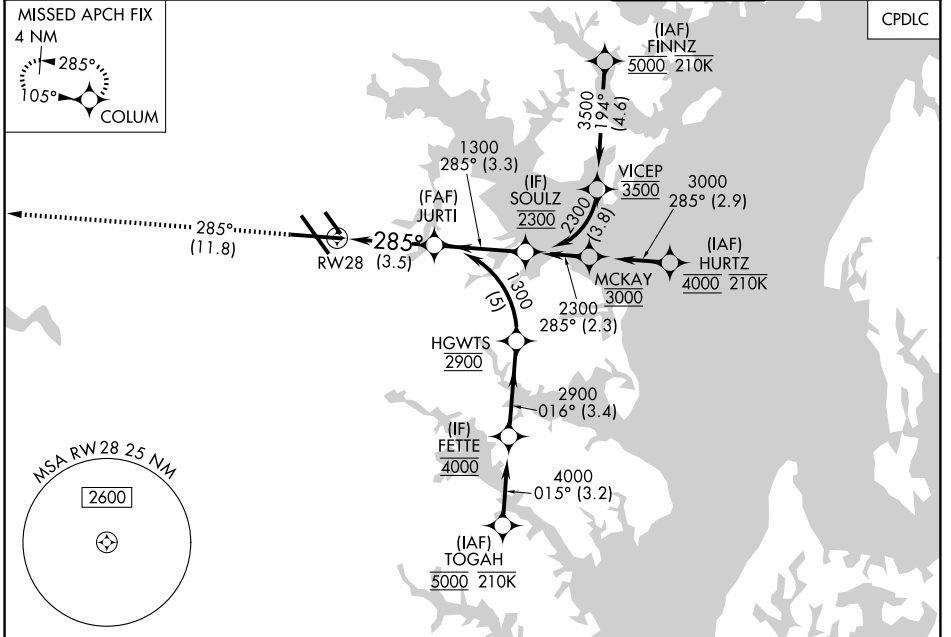 MISSED APCH FIX
4 NM
285°
105°
COLUM
CPDLC
(IAF)
FINNZ
5000 210K
3500
194°
(4.6)
1300
285° (3.3)
(IF)
SOULZ
2300
VICEP
3500
3000
285° (2.9)
(FAF)
JURTI
2300
(3.8)
(IAF)
HURTZ
4000 210K
285°
(11.8)
RW28
285°
(3.5)
MCKAY
3000
1300
(5)
2300
285° (2.3)
HGWTS
2900
2900
016° (3.4)
(IF)
FETTE
4000
4000
015° (3.2)
MSA RW28 25 NM
2600
(IAF)
TOGAH
5000 210K